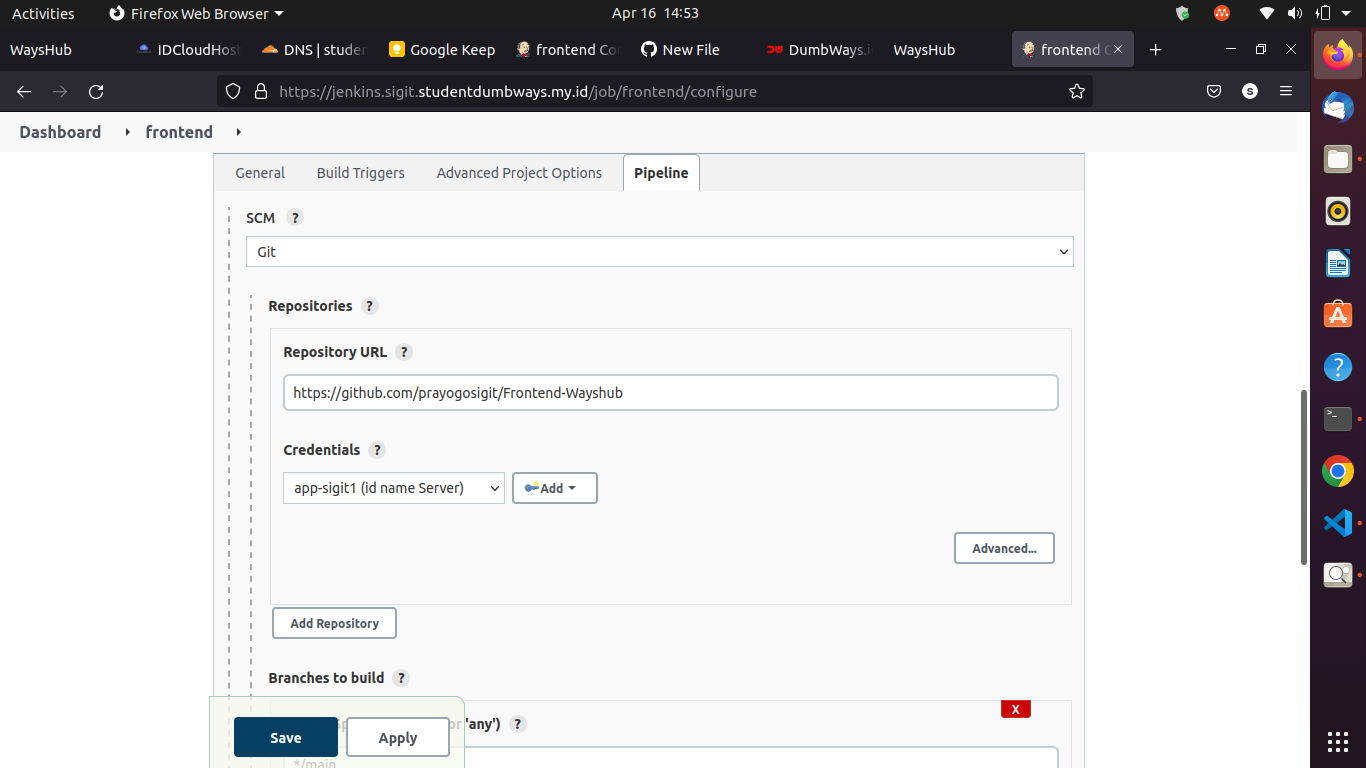 Activities Firefox Web Browser Apr 16 14:53
WaysHub IDCloudHost DNS | studen Google Keep frontend Co New File DumbWays.i WaysHub frontend C
https://jenkins.sigit.studentdumbways.my.id/job/frontend/configure S
Dashboard frontend
General Build Triggers Advanced Project Options Pipeline
SCM ?
Git
Repositories ?
Repository URL ?
https://github.com/prayogosigit/Frontend-Wayshub
Credentials ?
app-sigit1 (id name Server) Add
Advanced...
Add Repository
Branches to build ?
X
or 'any') ?
Save Apply
*/main